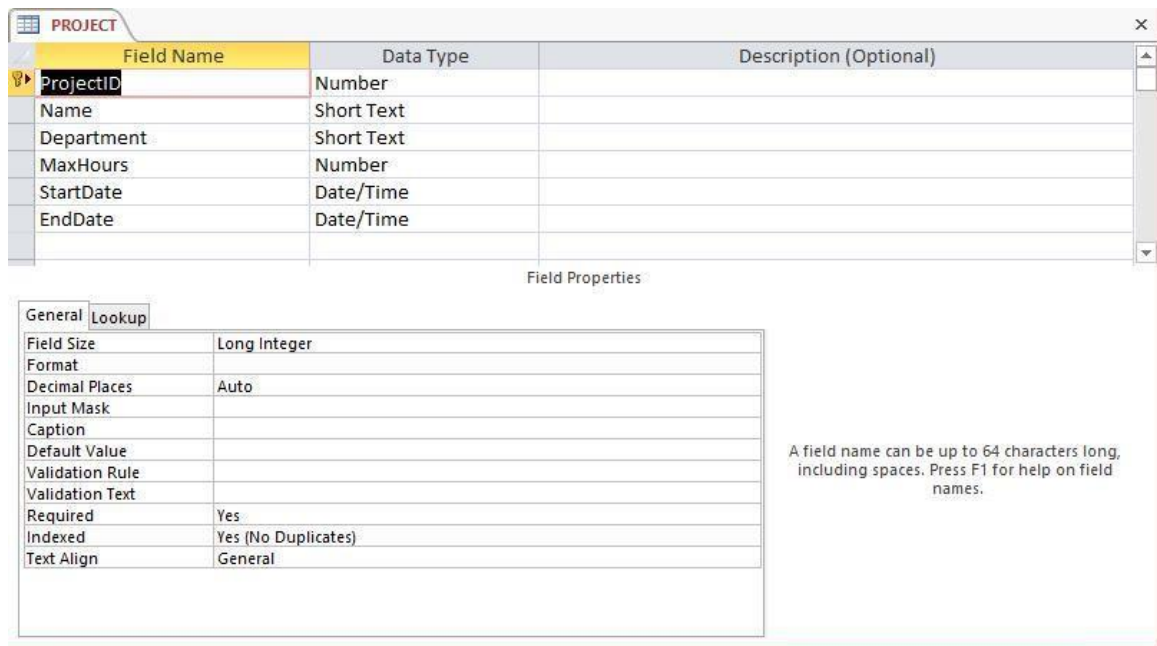 PROJECT
Field Name Data Type Description (Optional)
ProjectID Number
Name Short Text
Department Short Text
MaxHours Number
StartDate Date/Time
EndDate Date/Time
Field Properties
General Lookup
Field Size Long Integer
Format
Decimal Places Auto
Input Mask
Caption
Default Value
Validation Rule
Validation Text
Required Yes
Indexed Yes (No Duplicates)
Text Align General
A field name can be up to 64 characters long,
including spaces. Press F1 for help on field
names.